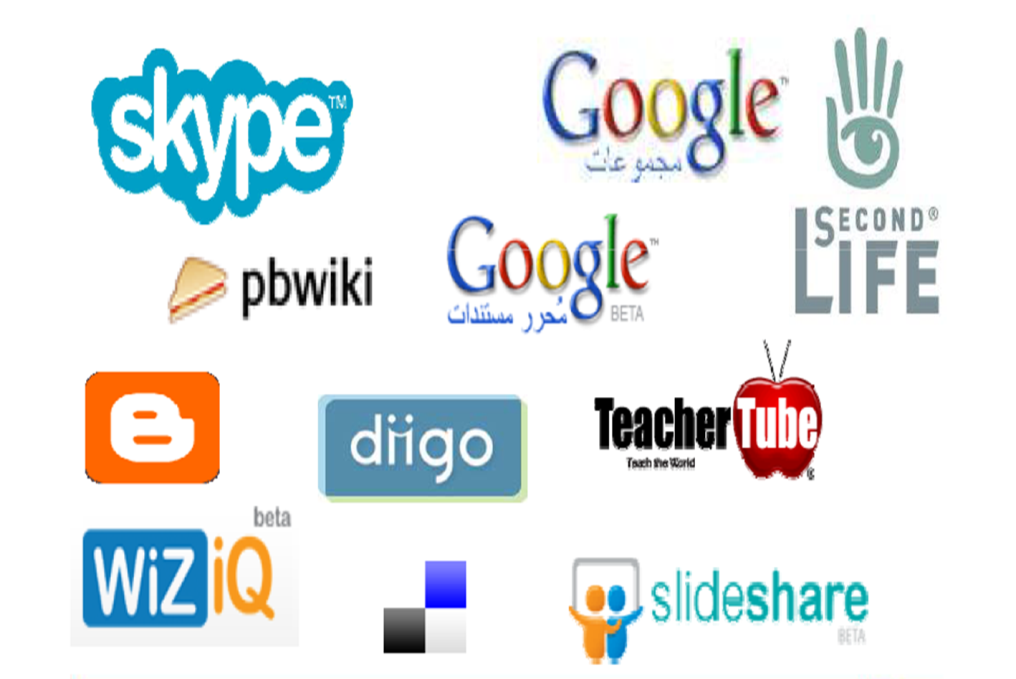 skype™
Google™
مجموعات
SECOND®
LIFE
pbwiki
Google™
مُحرر مستندات BETA
diigo
TeacherTube
Teach the World ®
beta
WiZiQ
slideshare
BETA